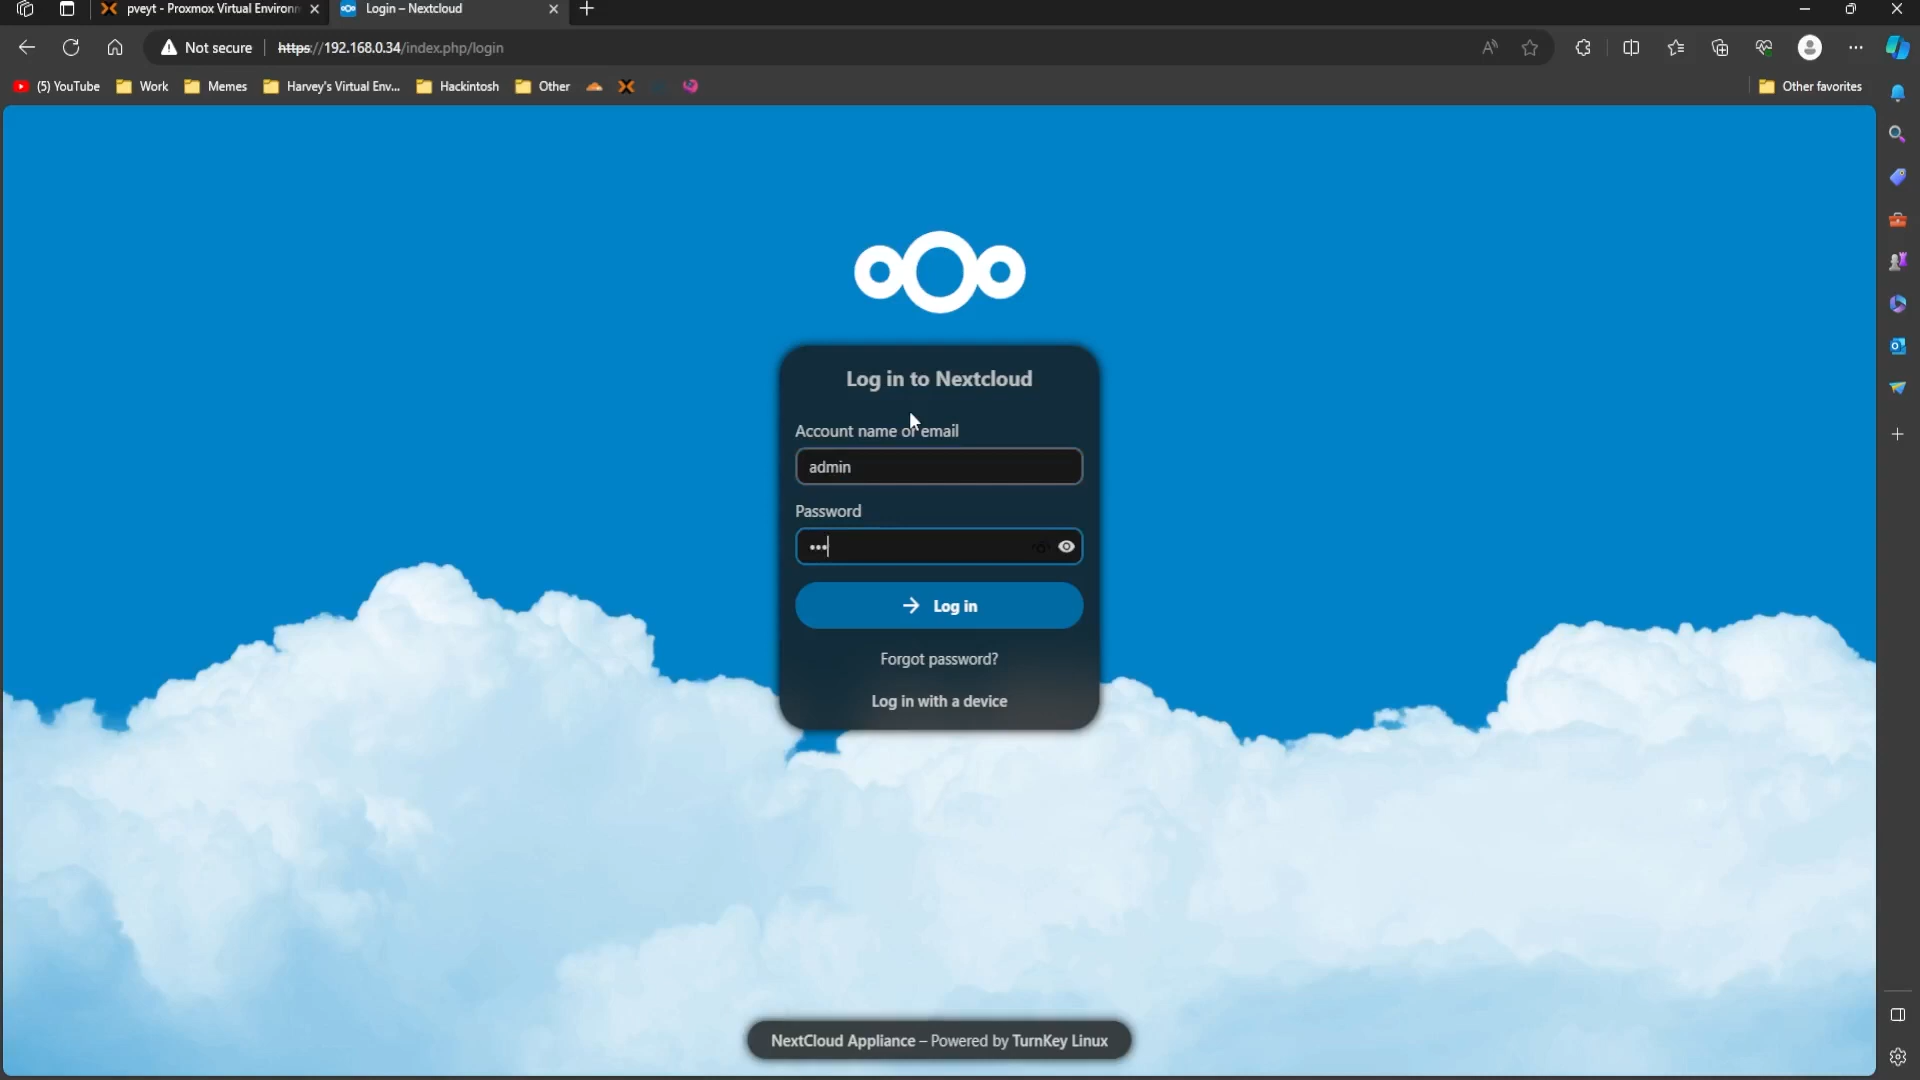 pveyt - Proxmox Virtual Environm
Login – Nextcloud
Not secure
https://192.168.0.34/index.php/login
(5) YouTube
Work
Memes
Harvey's Virtual Env...
Hackintosh
Other
Other favorites
Log in to Nextcloud
Account name or email
admin
Password
Log in
Forgot password?
Log in with a device
NextCloud Appliance – Powered by TurnKey Linux